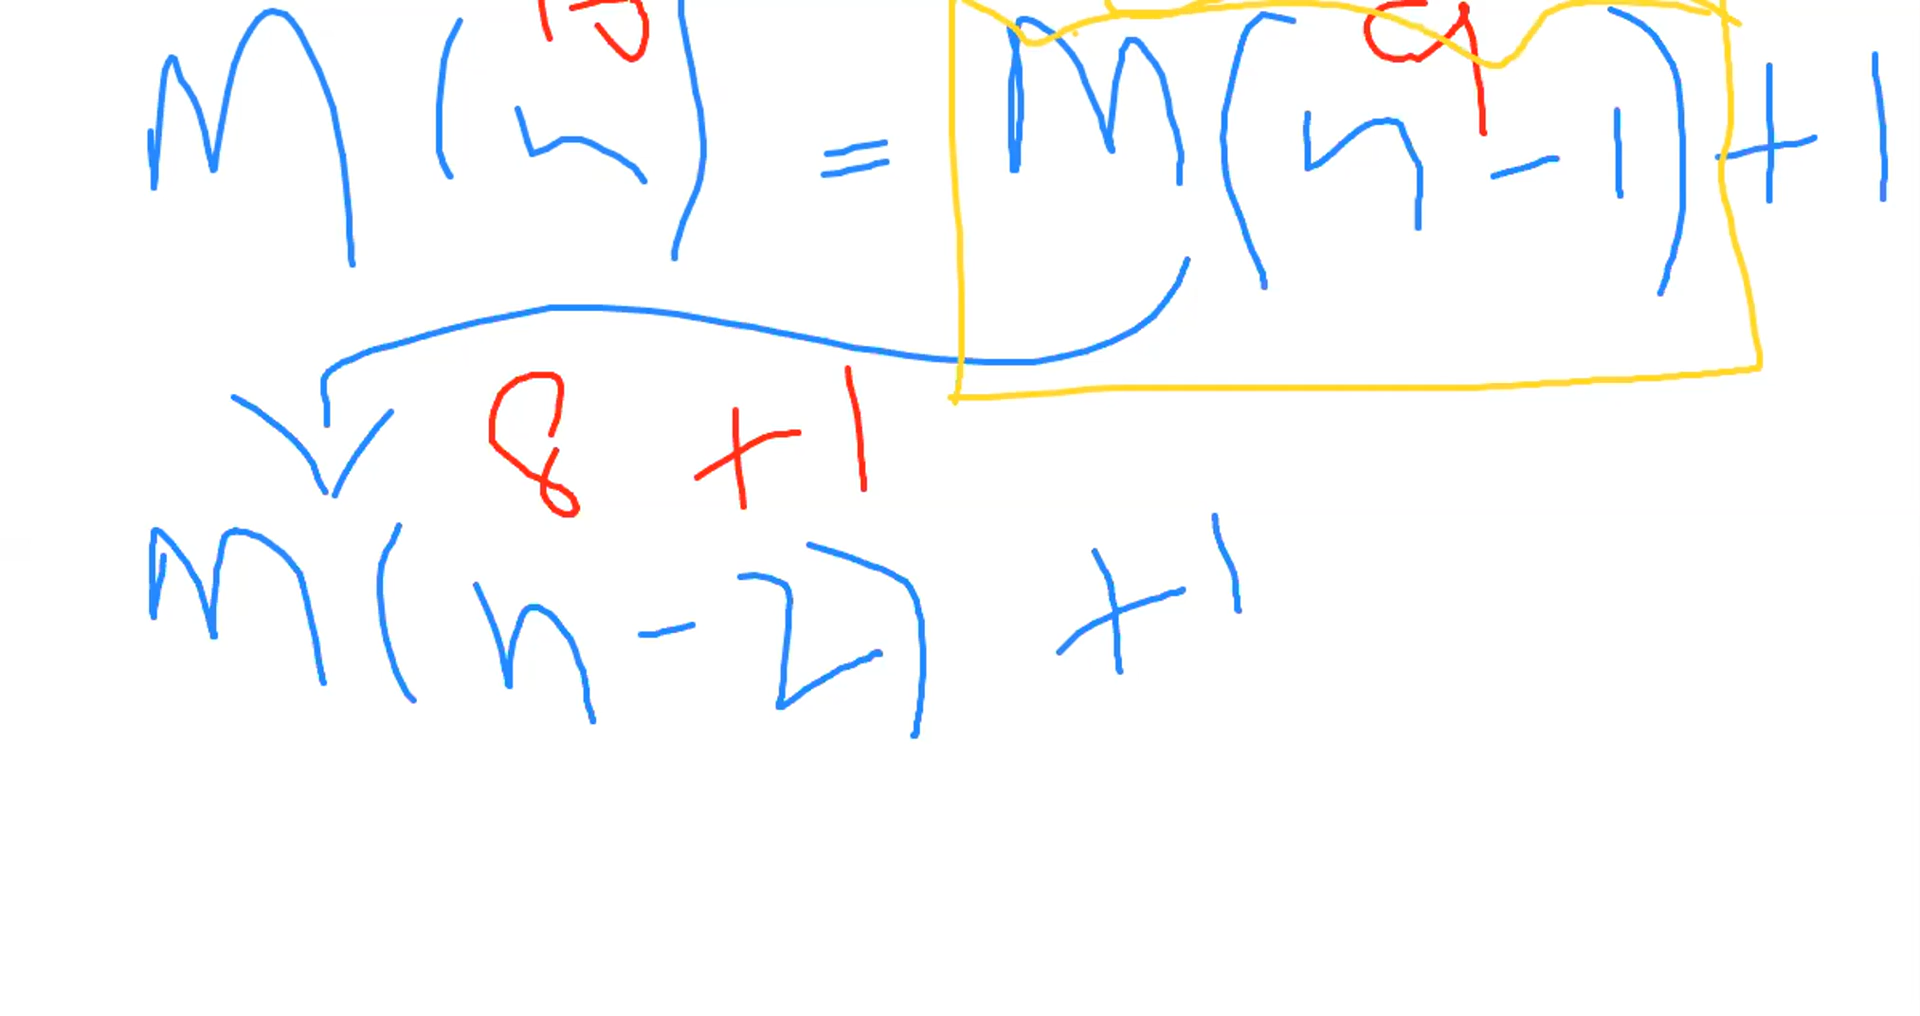 M(n) = M(n-1) + 1
8 + 1
M(n-2) + 1